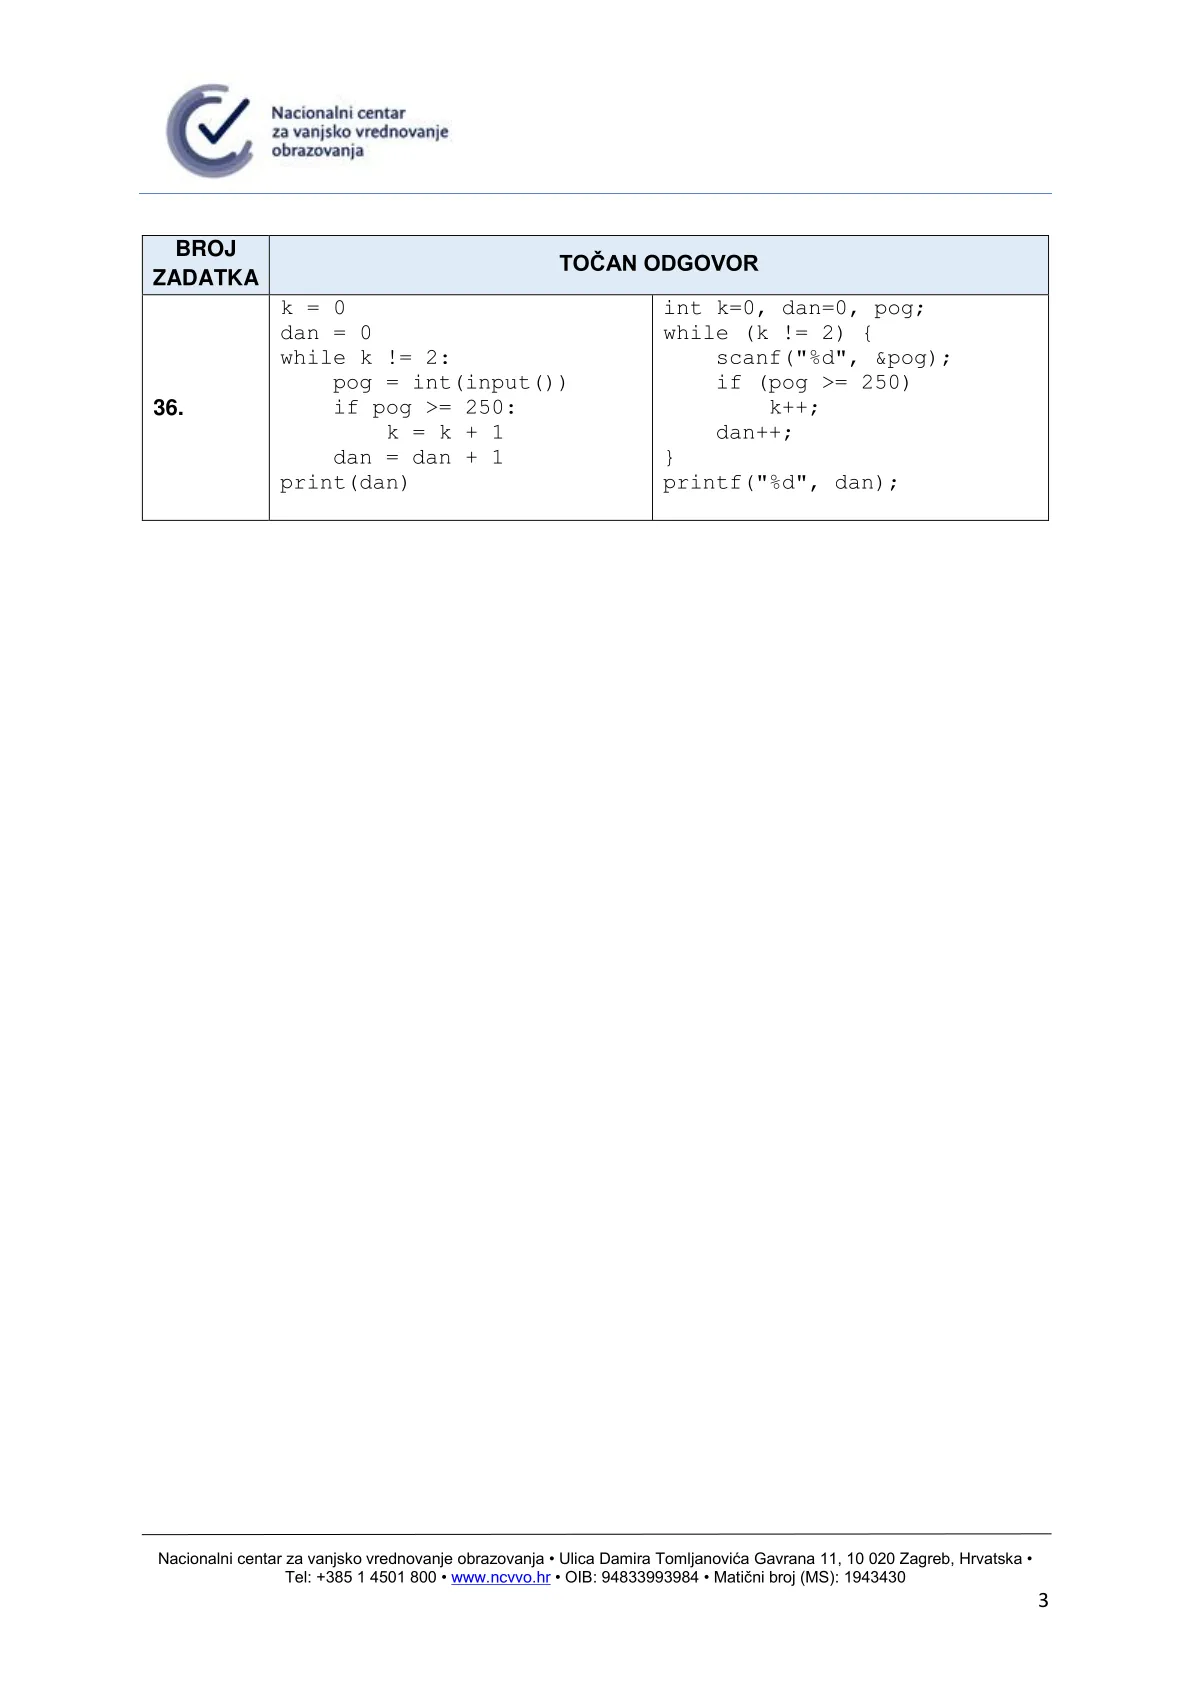 Nacionalni centar
za vanjsko vrednovanje
obrazovanja
BROJ
ZADATKA
TOČAN ODGOVOR
36.
k = 0
dan = 0
while k != 2:
    pog = int(input())
    if pog >= 250:
        k = k + 1
    dan = dan + 1
print(dan)
int k=0, dan=0, pog;
while (k != 2) {
    scanf("%d", &pog);
    if (pog >= 250)
        k++;
    dan++;
}
printf("%d", dan);
Nacionalni centar za vanjsko vrednovanje obrazovanja • Ulica Damira Tomljanovića Gavrana 11, 10 020 Zagreb, Hrvatska •
Tel: +385 1 4501 800 • www.ncvvo.hr • OIB: 94833993984 • Matični broj (MS): 1943430
3